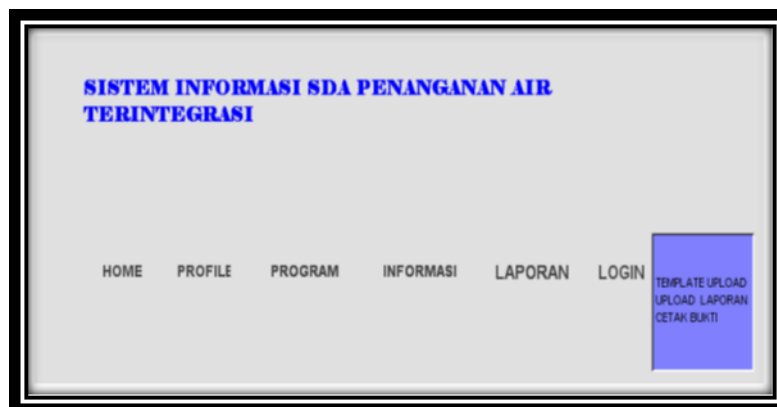 SISTEM INFORMASI SDA PENANGANAN AIR
TERINTEGRASI
HOME PROFILE PROGRAM INFORMASI LAPORAN LOGIN
TEMPLATE UPLOAD
UPLOAD LAPORAN
CETAK BUKTI